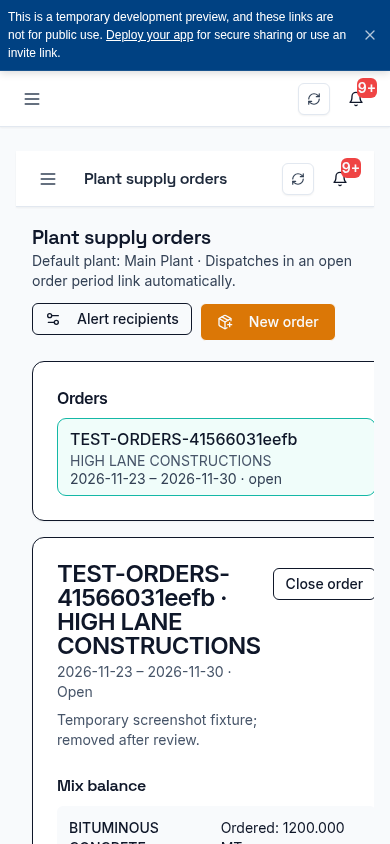 This is a temporary development preview, and these links are
not for public use. Deploy your app for secure sharing or use an
invite link.
9+
9+
Plant supply orders
Plant supply orders
Default plant: Main Plant · Dispatches in an open
order period link automatically.
Alert recipients
New order
Orders
TEST-ORDERS-41566031eefb
HIGH LANE CONSTRUCTIONS
2026-11-23 – 2026-11-30 · open
TEST-ORDERS-
41566031eefb ·
HIGH LANE
CONSTRUCTIONS
Close order
2026-11-23 – 2026-11-30 ·
Open
Temporary screenshot fixture;
removed after review.
Mix balance
BITUMINOUS
Ordered: 1200.000